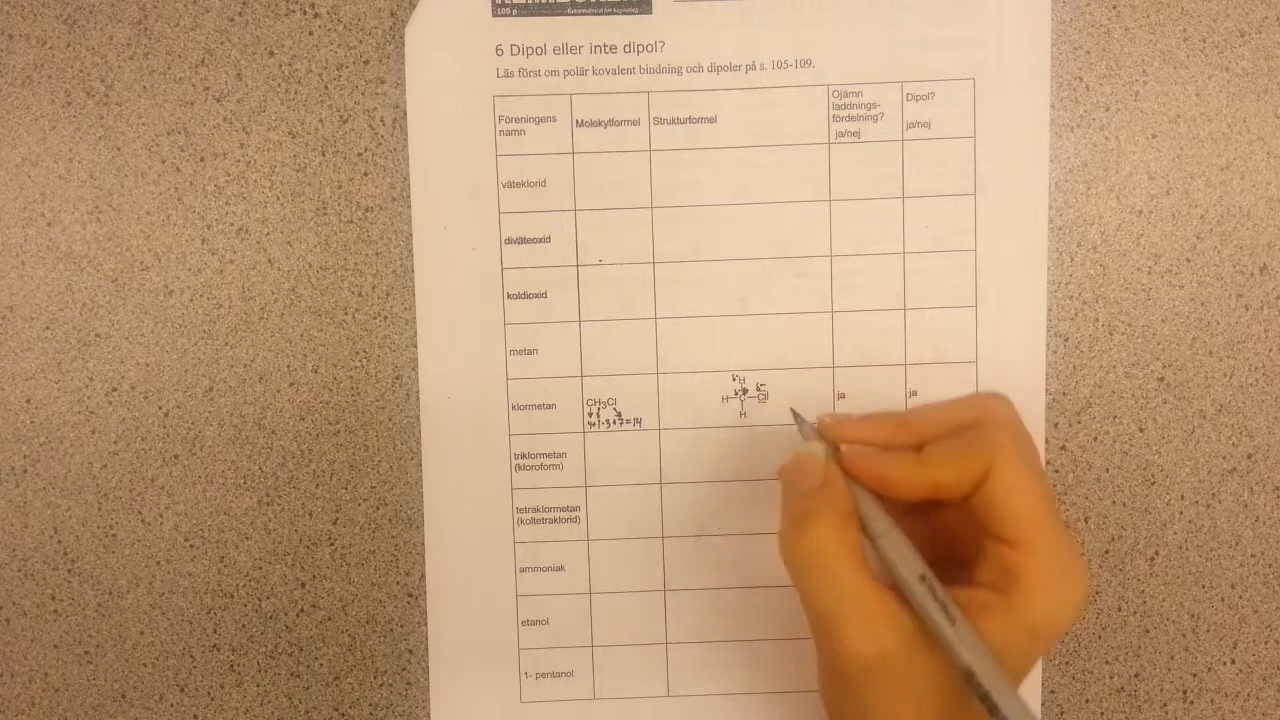 100 p
6 Dipol eller inte dipol?
Läs först om polär kovalent bindning och dipoler på s. 105-109.
Föreningens namn
Molekylformel
Strukturformel
Ojämn laddnings-fördelning? ja/nej
Dipol? ja/nej
väteklorid
diväteoxid
koldioxid
metan
klormetan
CH3Cl
4+1·3+7=14
δ+
H
δ-
H
C
Cl
H
ja
ja
triklormetan
(kloroform)
tetraklormetan
(koltetraklorid)
ammoniak
etanol
1- pentanol